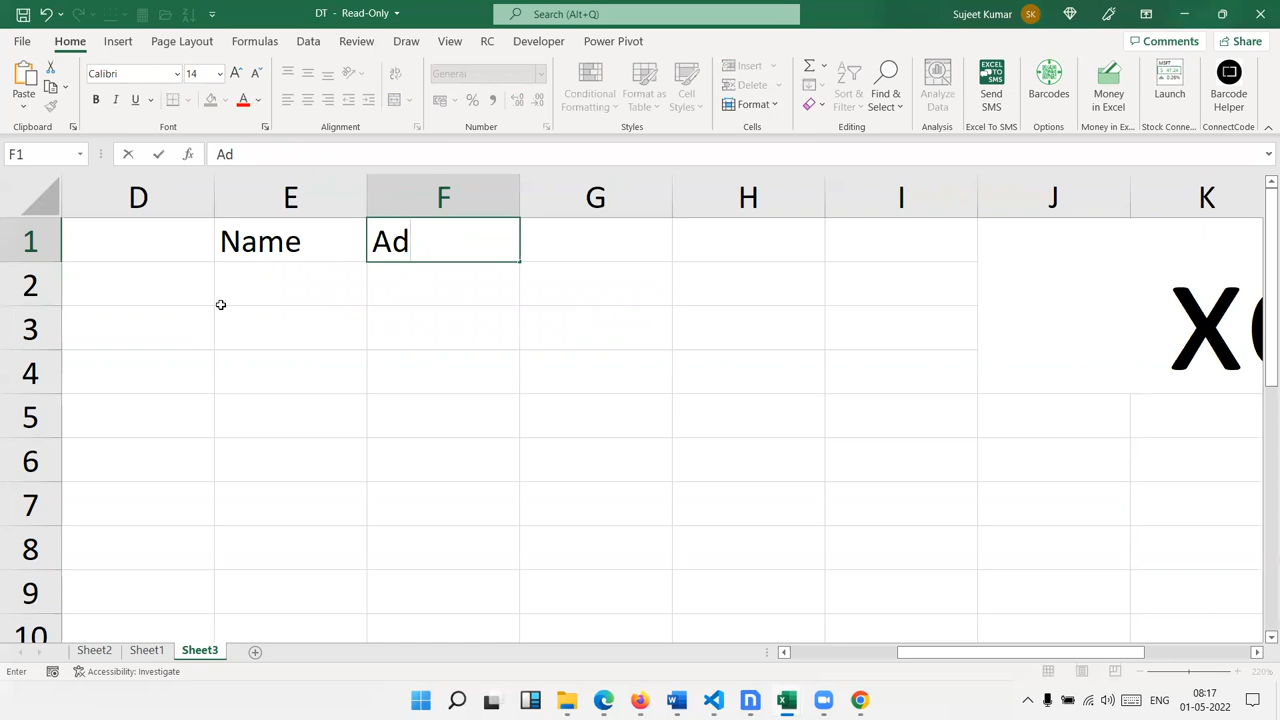 DT - Read-Only
Search (Alt+Q)
Sujeet Kumar
SK
File Home Insert Page Layout Formulas Data Review View Draw RC Developer Power Pivot
Comments
Share
Paste
Calibri
14
General
Conditional Formatting
Format as Table
Cell Styles
Insert
Delete
Format
Sort & Filter
Find & Select
Analyze Data
Send SMS
Barcodes
Money in Excel
Launch
Barcode Helper
Clipboard
Font
Alignment
Number
Styles
Cells
Editing
Analysis
Excel To SMS
Options
Money in Ex...
Stock Conne...
ConnectCode
F1
Ad
D E F G H I J K
1 Name Ad
2
3
4
5
6
7
8
9
10
Sheet2 Sheet1 Sheet3
Enter
Accessibility: Investigate
220%
ENG
08:17
01-05-2022